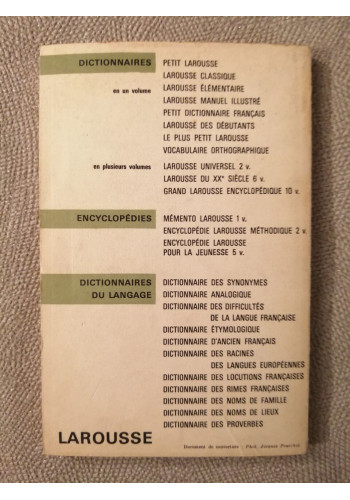 DICTIONNAIRES
en un volume
PETIT LAROUSSE
LAROUSSE CLASSIQUE
LAROUSSE ÉLÉMENTAIRE
LAROUSSE MANUEL ILLUSTRÉ
PETIT DICTIONNAIRE FRANÇAIS
LAROUSSE DES DÉBUTANTS
LE PLUS PETIT LAROUSSE
VOCABULAIRE ORTHOGRAPHIQUE
en plusieurs volumes
LAROUSSE UNIVERSEL 2 v.
LAROUSSE DU XXe SIÈCLE 6 v.
GRAND LAROUSSE ENCYCLOPÉDIQUE 10 v.
ENCYCLOPÉDIES
MÉMENTO LAROUSSE 1 v.
ENCYCLOPÉDIE LAROUSSE MÉTHODIQUE 2 v.
ENCYCLOPÉDIE LAROUSSE
POUR LA JEUNESSE 5 v.
DICTIONNAIRES
DU LANGAGE
DICTIONNAIRE DES SYNONYMES
DICTIONNAIRE ANALOGIQUE
DICTIONNAIRE DES DIFFICULTÉS
DE LA LANGUE FRANÇAISE
DICTIONNAIRE ÉTYMOLOGIQUE
DICTIONNAIRE D'ANCIEN FRANÇAIS
DICTIONNAIRE DES RACINES
DES LANGUES EUROPÉENNES
DICTIONNAIRE DES LOCUTIONS FRANÇAISES
DICTIONNAIRE DES RIMES FRANÇAISES
DICTIONNAIRE DES NOMS DE FAMILLE
DICTIONNAIRE DES NOMS DE LIEUX
DICTIONNAIRE DES PROVERBES
LAROUSSE
Document de couverture : Phot.